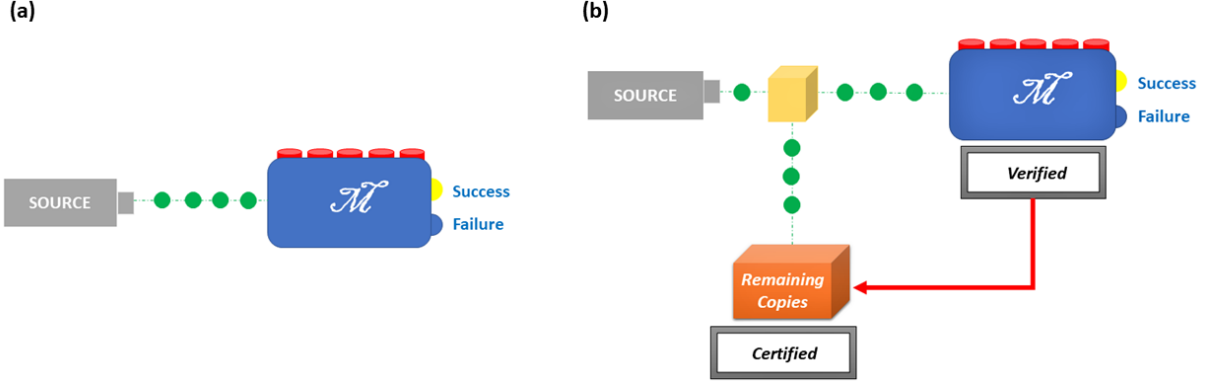 (a)
SOURCE
ℳ
Success
Failure
(b)
SOURCE
ℳ
Success
Failure
Verified
Remaining
Copies
Certified